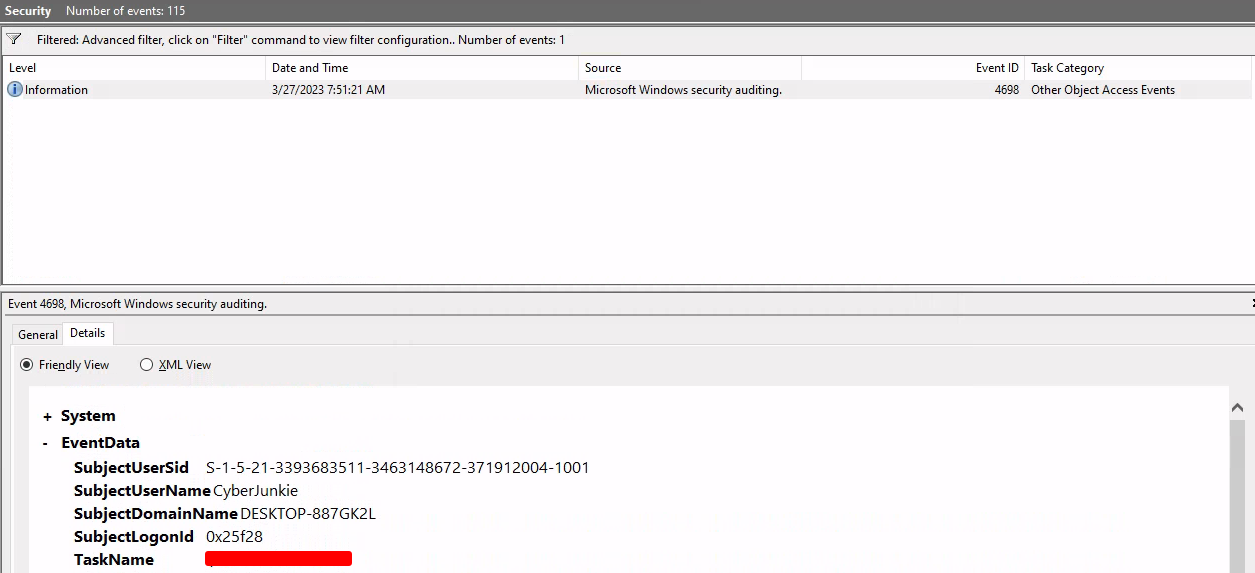 Security Number of events: 115
Filtered: Advanced filter, click on "Filter" command to view filter configuration.. Number of events: 1
Level Date and Time Source Event ID Task Category
Information 3/27/2023 7:51:21 AM Microsoft Windows security auditing. 4698 Other Object Access Events
Event 4698, Microsoft Windows security auditing.
General Details
Friendly View XML View
+ System
- EventData
SubjectUserSid S-1-5-21-3393683511-3463148672-371912004-1001
SubjectUserName CyberJunkie
SubjectDomainName DESKTOP-887GK2L
SubjectLogonId 0x25f28
TaskName